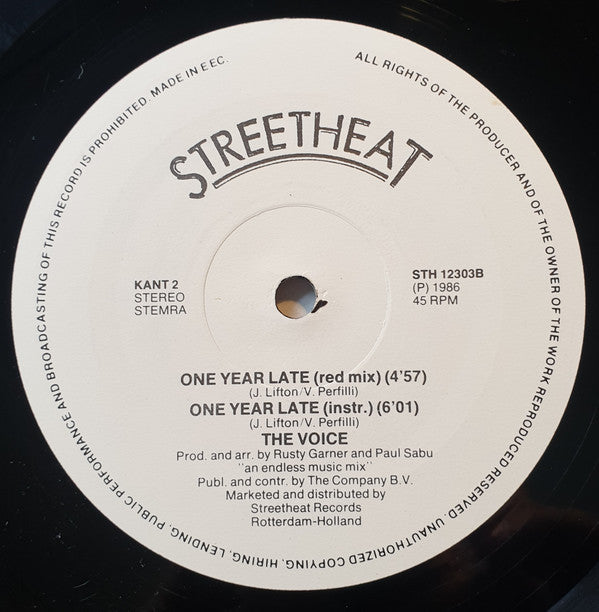 ALL RIGHTS OF THE PRODUCER AND OF THE OWNER OF THE WORK REPRODUCED RESERVED. UNAUTHORIZED COPYING, HIRING, LENDING, PUBLIC PERFORMANCE AND BROADCASTING OF THIS RECORD IS PROHIBITED. MADE IN EEC.
STREETHEAT
KANT 2
STEREO
STEMRA
STH 12303B
(P) 1986
45 RPM
ONE YEAR LATE (red mix) (4'57)
(J. Lifton/V. Perfilli)
ONE YEAR LATE (instr.) (6'01)
(J. Lifton/V. Perfilli)
THE VOICE
Prod. and arr. by Rusty Garner and Paul Sabu
"an endless music mix"
Publ. and contr. by The Company B.V.
Marketed and distributed by
Streetheat Records
Rotterdam-Holland